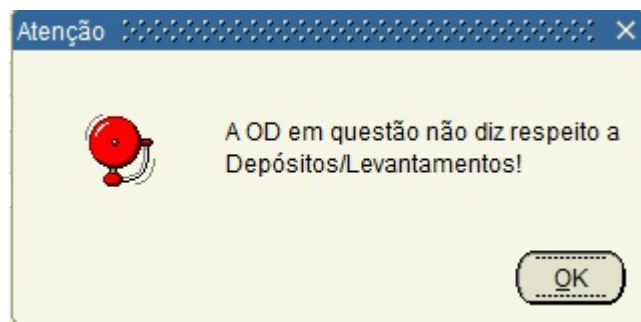 Atenção
A OD em questão não diz respeito a
Depósitos/Levantamentos!
OK